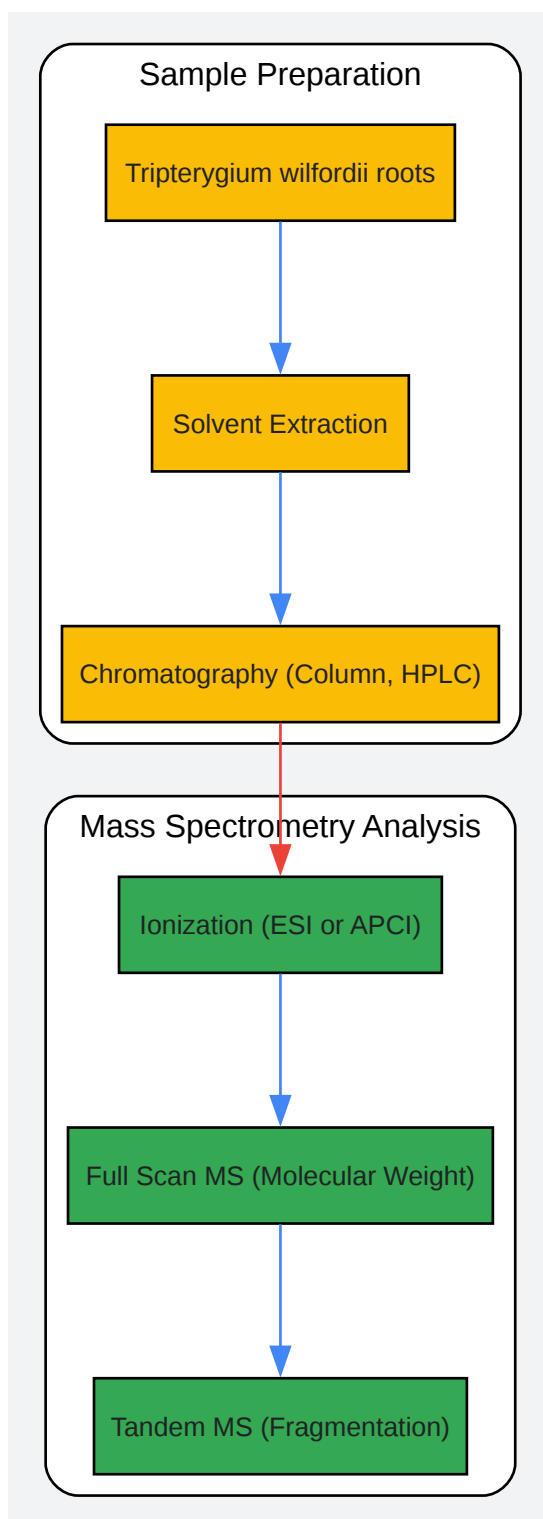 Sample Preparation
Tripterygium wilfordii roots
Solvent Extraction
Chromatography (Column, HPLC)
Mass Spectrometry Analysis
Ionization (ESI or APCI)
Full Scan MS (Molecular Weight)
Tandem MS (Fragmentation)